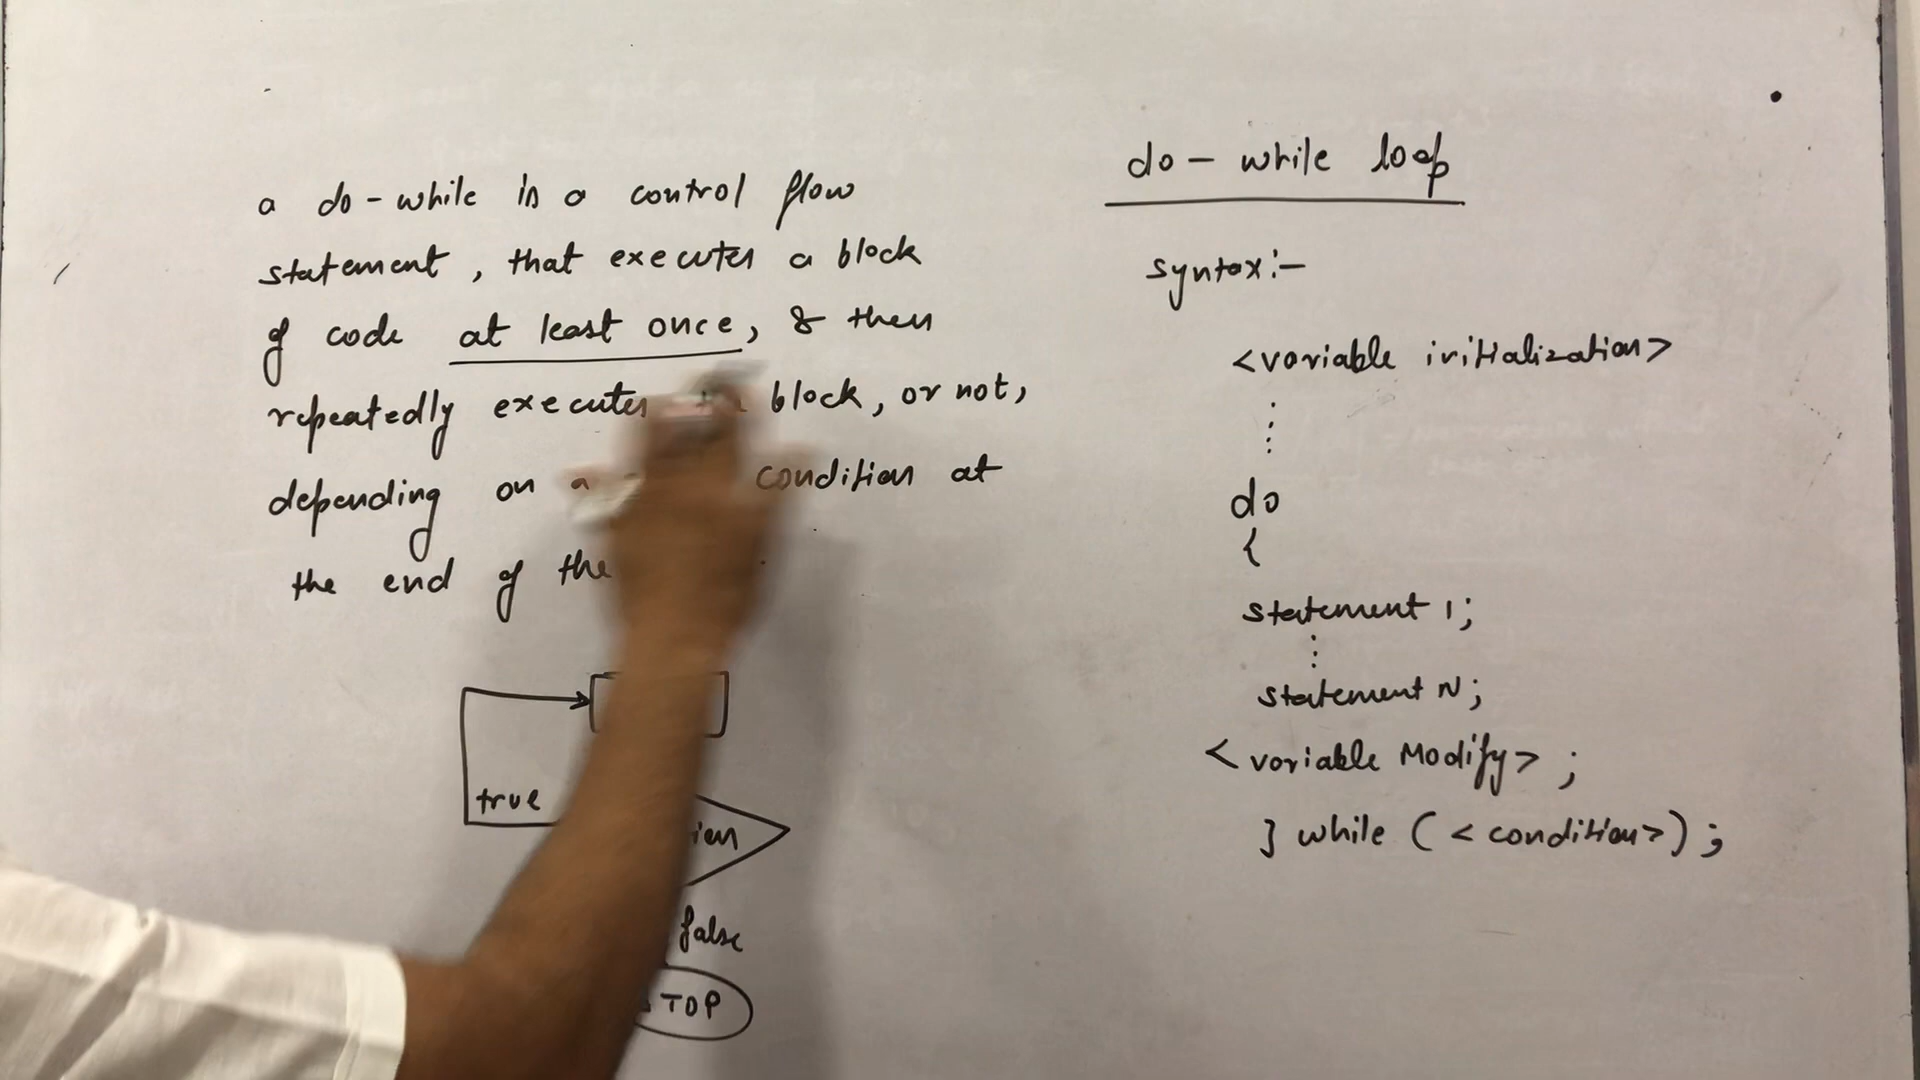 a do - while is a control flow
statement, that executes a block
of code at least once, & then
repeatedly executes block, or not,
depending on a condition at
the end of the
true
false
TOP
do - while loop
syntax :-
<variable initialization>
do
{
statement 1;
statement N;
<variable Modify> ;
} while ( <condition> ) ;